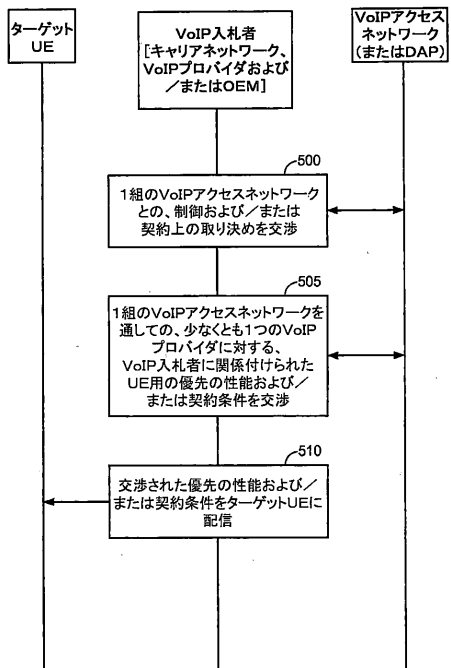 ターゲット
UE
VoIP入札者
[キャリアネットワーク、
VoIPプロバイダおよび
／またはOEM]
VoIPアクセス
ネットワーク
(またはDAP)
500
1組のVoIPアクセスネットワーク
との、制御および／または
契約上の取り決めを交渉
505
1組のVoIPアクセスネットワークを
通しての、少なくとも1つのVoIP
プロバイダに対する、
VoIP入札者に関係付けられた
UE用の優先の性能および／
または契約条件を交渉
510
交渉された優先の性能および／
または契約条件をターゲットUEに
配信